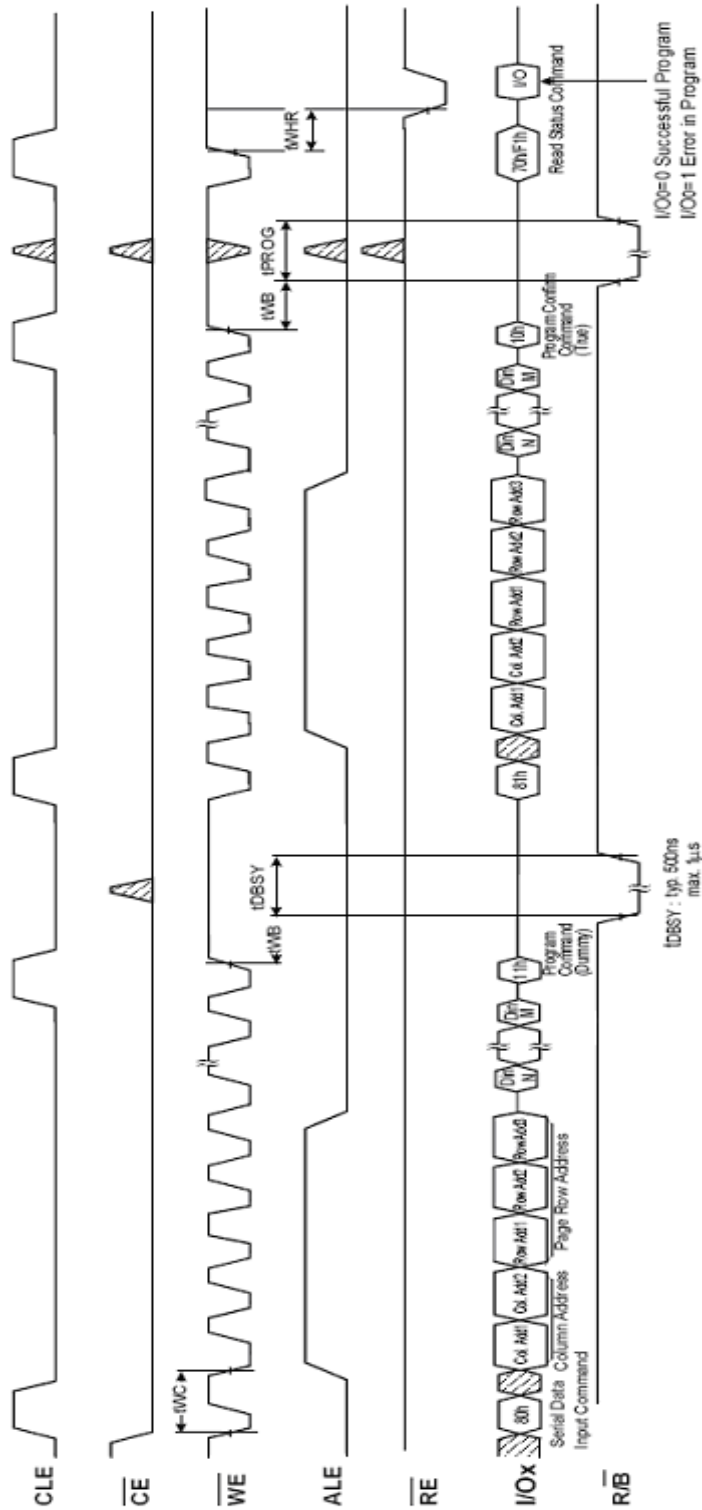 CLE
CE
WE
ALE
RE
I/Ox
R/B
tWC
tWB
tDBSY
tWB
tPROG
tWHR
80h
Col. Add1
Col. Add2
Row Add1
Row Add2
Row Add3
Din
N
Din
M
11h
81h
Col. Add1
Col. Add2
Row Add1
Row Add2
Row Add3
Din
N
Din
M
10h
70h/F1h
I/O
Serial Data
Input Command
Column Address
Page Row Address
Program
Command
(Dummy)
Program Confirm
Command
(True)
Read Status Command
tDBSY : typ. 500ns
max. 1µs
I/O0=0 Successful Program
I/O0=1 Error in Program